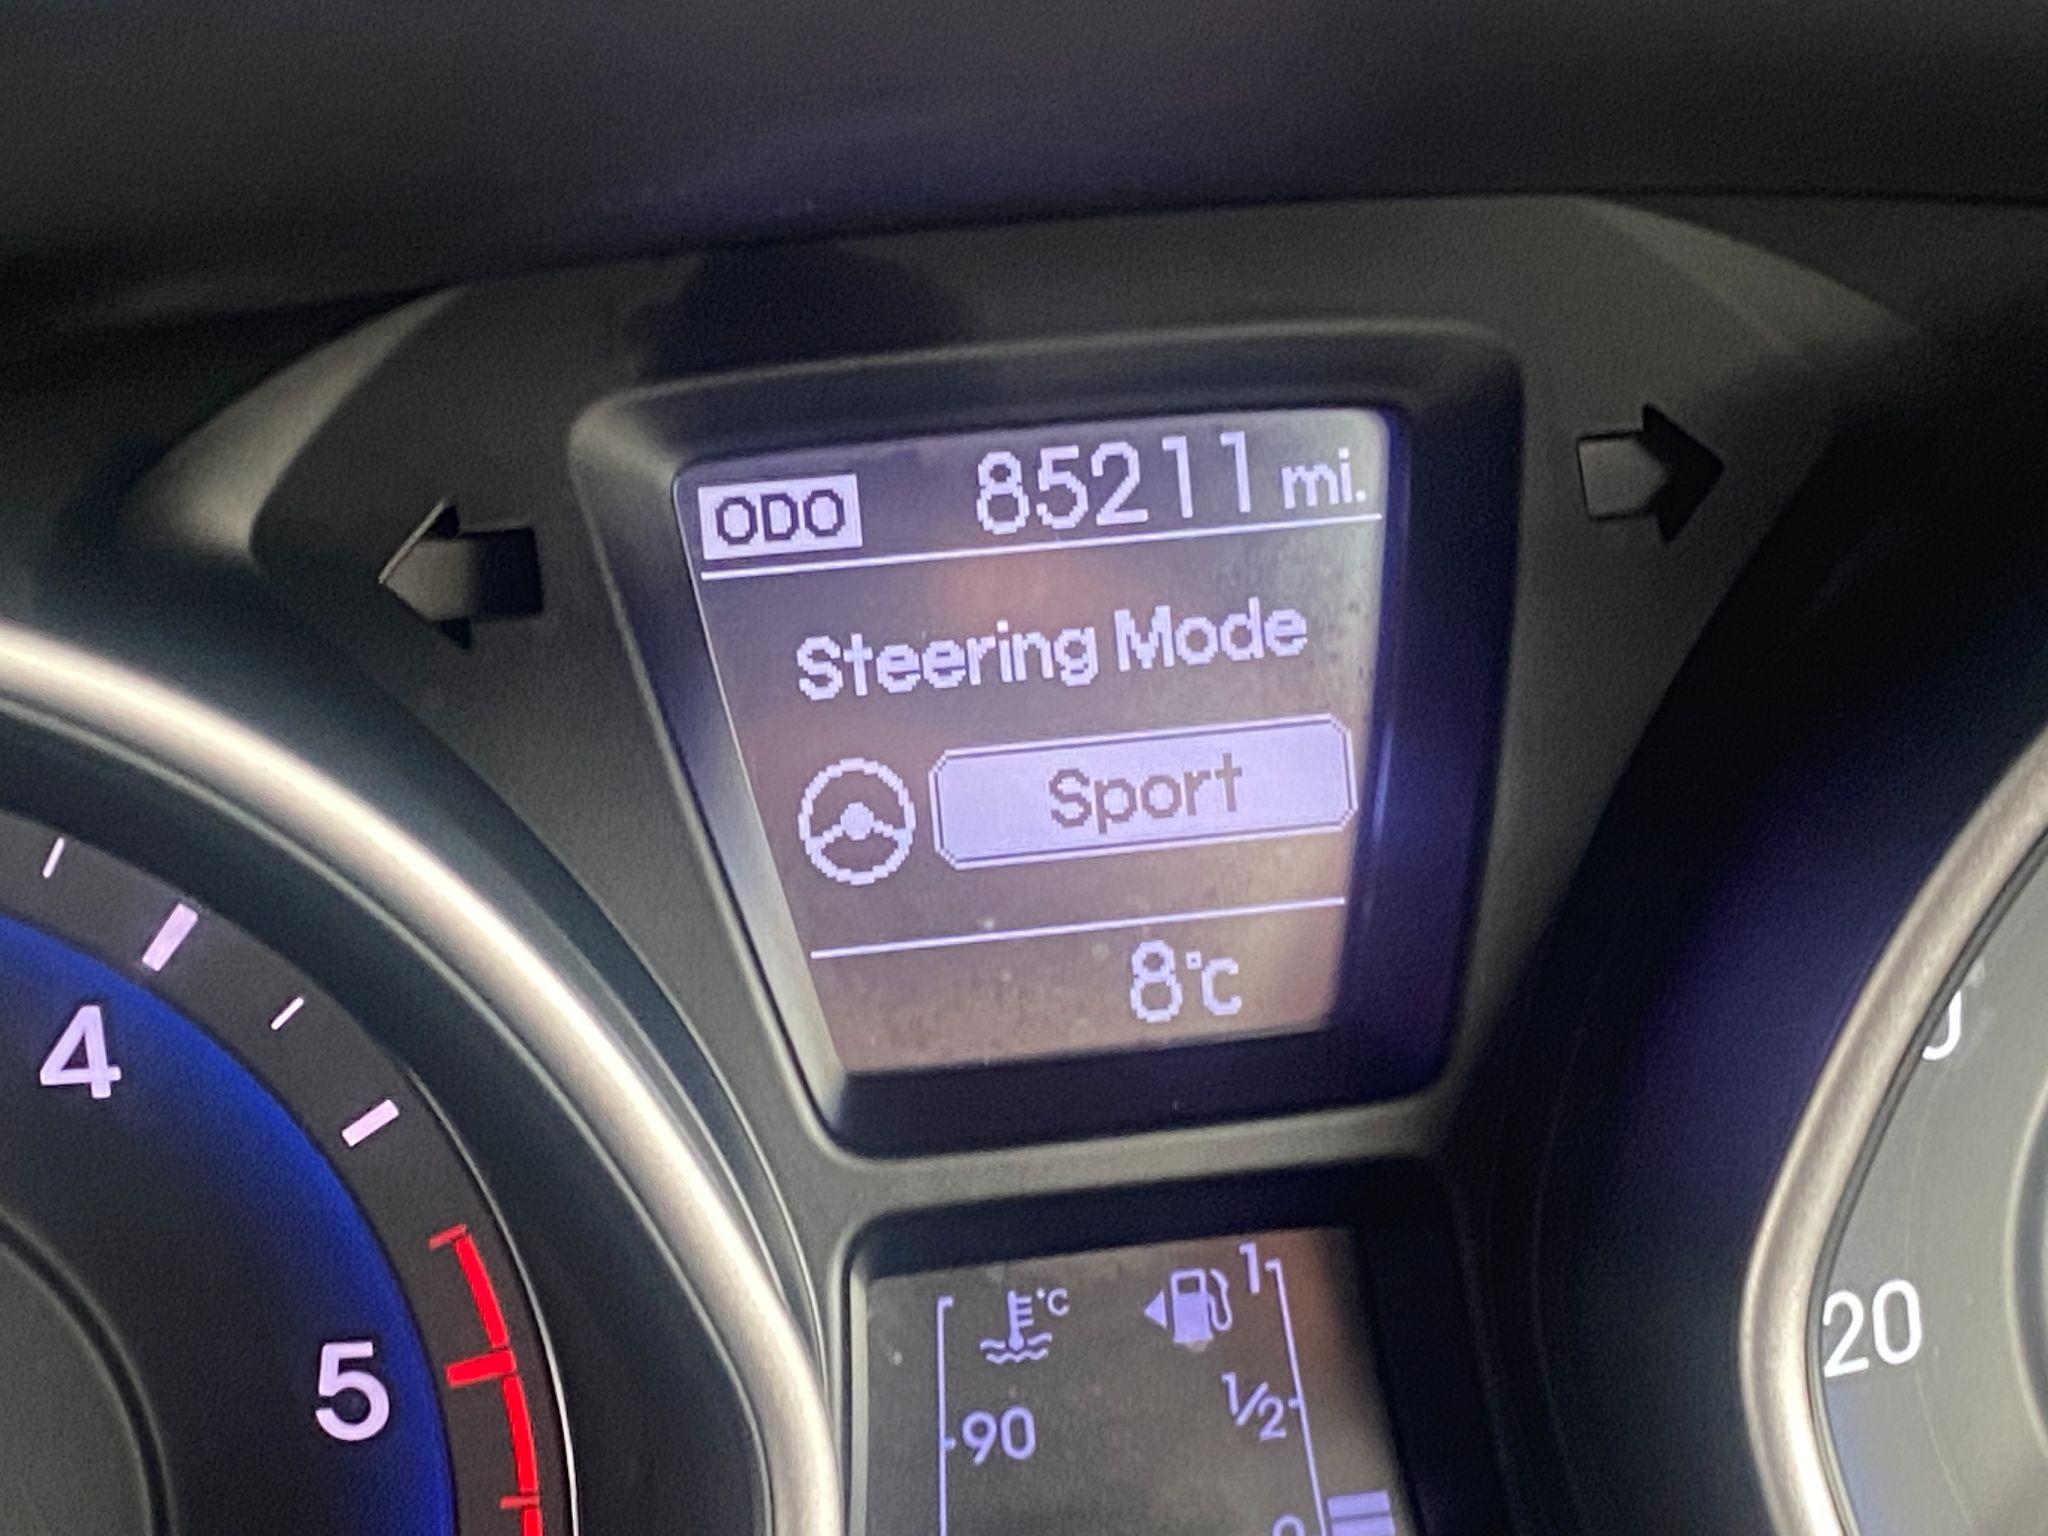 ODO 85211 mi.
Steering Mode
Sport
8°C
4
5
°C 1
90 1/2
20